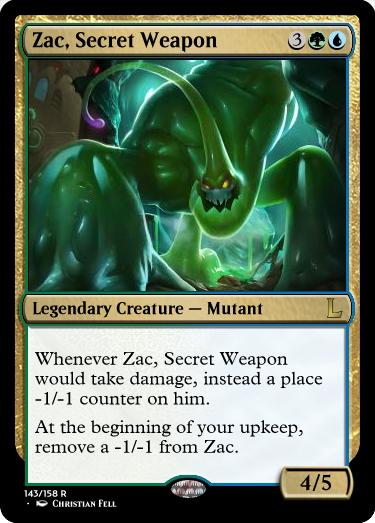 Zac, Secret Weapon 3
Legendary Creature — Mutant L
Whenever Zac, Secret Weapon
would take damage, instead a place
-1/-1 counter on him.
At the beginning of your upkeep,
remove a -1/-1 from Zac.
4/5
143/158 R
• Christian Fell